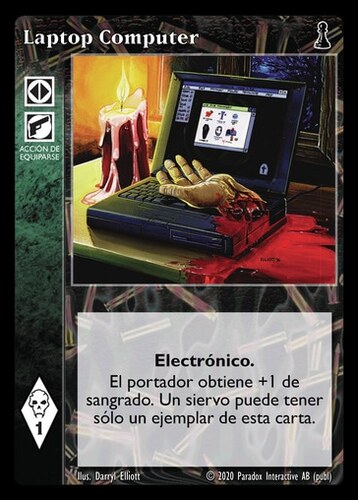 Laptop Computer
ACCIÓN DE
EQUIPARSE
Electrónico.
El portador obtiene +1 de
sangrado. Un siervo puede tener
sólo un ejemplar de esta carta.
1
Ilus. Darryl Elliott © 2020 Paradox Interactive AB (publ)